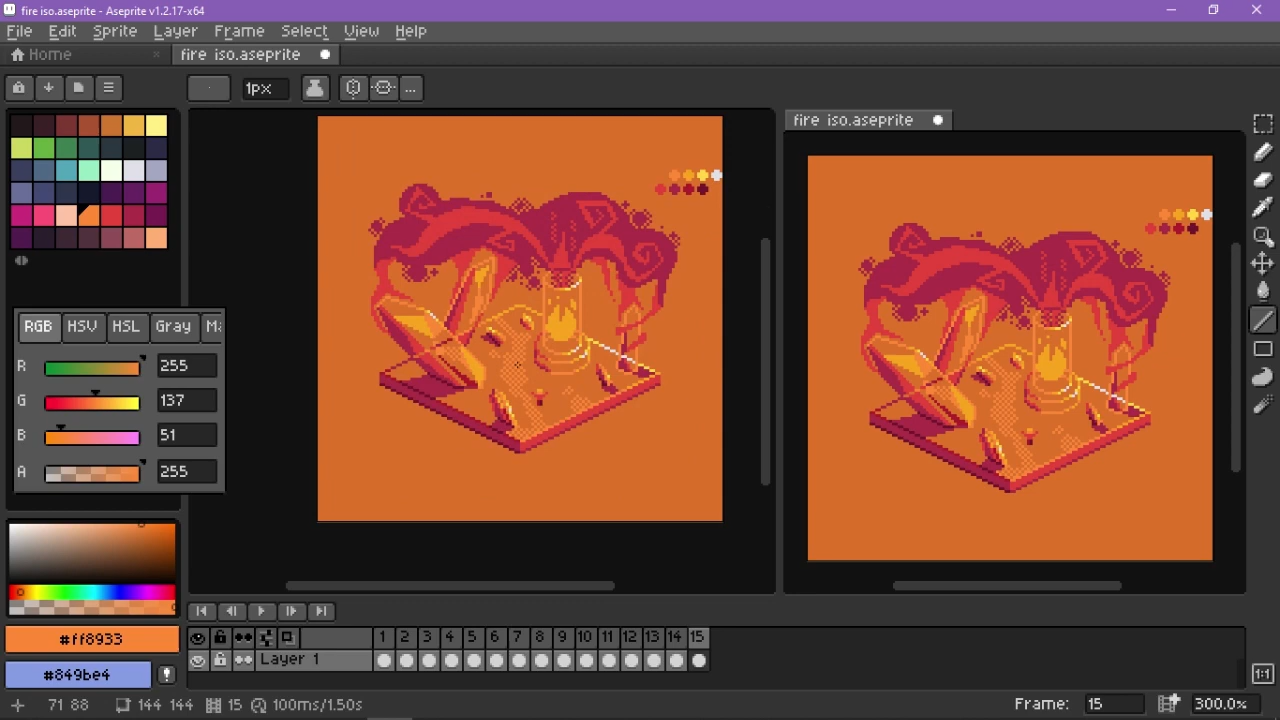 fire iso.aseprite - Aseprite v1.2.17-x64
File Edit Sprite Layer Frame Select View Help
Home fire iso.aseprite
1px ...
fire iso.aseprite
RGB HSV HSL Gray Ma
R 255
G 137
B 51
A 255
#ff8933
1 2 3 4 5 6 7 8 9 10 11 12 13 14 15
#849be4 Layer 1
1:1
71 88 144 144 15 100ms/1.50s Frame: 15 300.0%